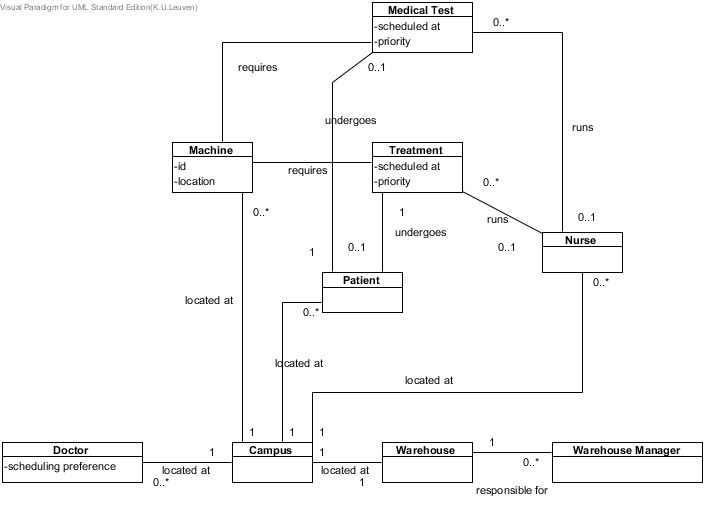 Visual Paradigm for UML Standard Edition(K.U.Leuven)
Medical Test
-scheduled at
-priority
0..*
0..1
requires
undergoes
runs
Machine
-id
-location
requires
Treatment
-scheduled at
-priority
0..*
0..*
1
undergoes
runs
0..1
0..1
0..1
1
Nurse
Patient
0..*
0..*
located at
located at
located at
1
1
1
Doctor
-scheduling preference
1
located at
0..*
Campus
1
located at
1
Warehouse
1
0..*
responsible for
Warehouse Manager